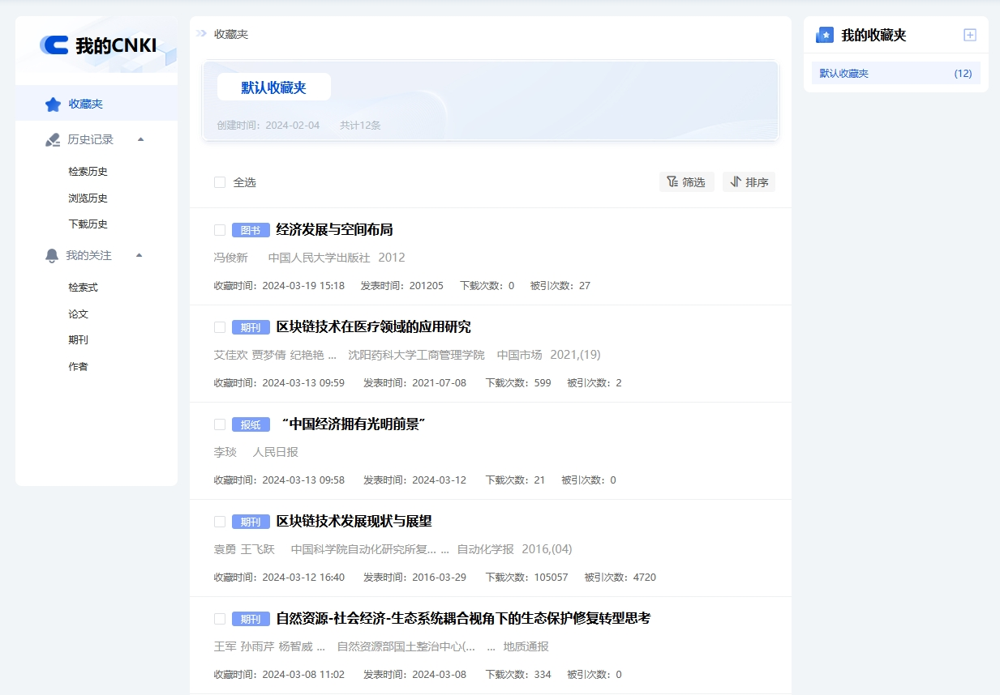 我的CNKI
收藏夹
历史记录
检索历史
浏览历史
下载历史
我的关注
检索式
论文
期刊
作者
收藏夹
默认收藏夹
创建时间：2024-02-04 共计12条
全选 筛选 排序
图书 经济发展与空间布局
冯俊新 中国人民大学出版社 2012
收藏时间：2024-03-19 15:18 发表时间：201205 下载次数：0 被引次数：27
期刊 区块链技术在医疗领域的应用研究
艾佳欢 贾梦倩 纪艳艳 ... 沈阳药科大学工商管理学院 中国市场 2021,(19)
收藏时间：2024-03-13 09:59 发表时间：2021-07-08 下载次数：599 被引次数：2
报纸 “中国经济拥有光明前景”
李琰 人民日报
收藏时间：2024-03-13 09:58 发表时间：2024-03-12 下载次数：21 被引次数：0
期刊 区块链技术发展现状与展望
袁勇 王飞跃 中国科学院自动化研究所复... ... 自动化学报 2016,(04)
收藏时间：2024-03-12 16:40 发表时间：2016-03-29 下载次数：105057 被引次数：4720
期刊 自然资源-社会经济-生态系统耦合视角下的生态保护修复转型思考
王军 孙雨芹 杨智威 ... 自然资源部国土整治中心(... ... 地质通报
收藏时间：2024-03-08 11:02 发表时间：2024-03-08 下载次数：334 被引次数：0
我的收藏夹
默认收藏夹 (12)